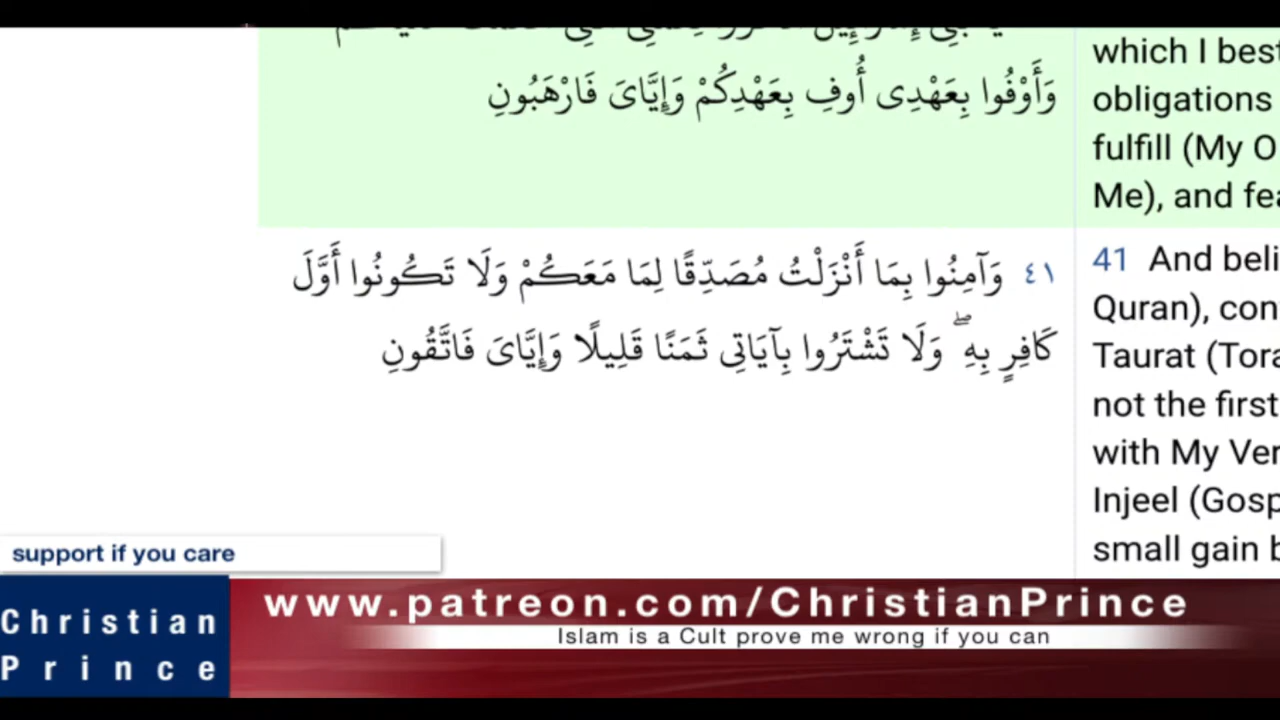 وَأَوْفُوا بِعَهْدِى أُوفِ بِعَهْدِكُمْ وَإِيَّاىَ فَارْهَبُونِ
٤١ وَآمِنُوا بِمَا أَنْزَلْتُ مُصَدِّقًا لِمَا مَعَكُمْ وَلَا تَكُونُوا أَوَّلَ
كَافِرٍ بِهِ ۖ وَلَا تَشْتَرُوا بِآيَاتِى ثَمَنًا قَلِيلًا وَإِيَّاىَ فَاتَّقُونِ
which I best
obligations
fulfill (My O
Me), and fea
41 And beli
Quran), con
Taurat (Tora
not the first
with My Ver
Injeel (Gosp
small gain b
support if you care
Christian
Prince
www.patreon.com/ChristianPrince
Islam is a Cult prove me wrong if you can